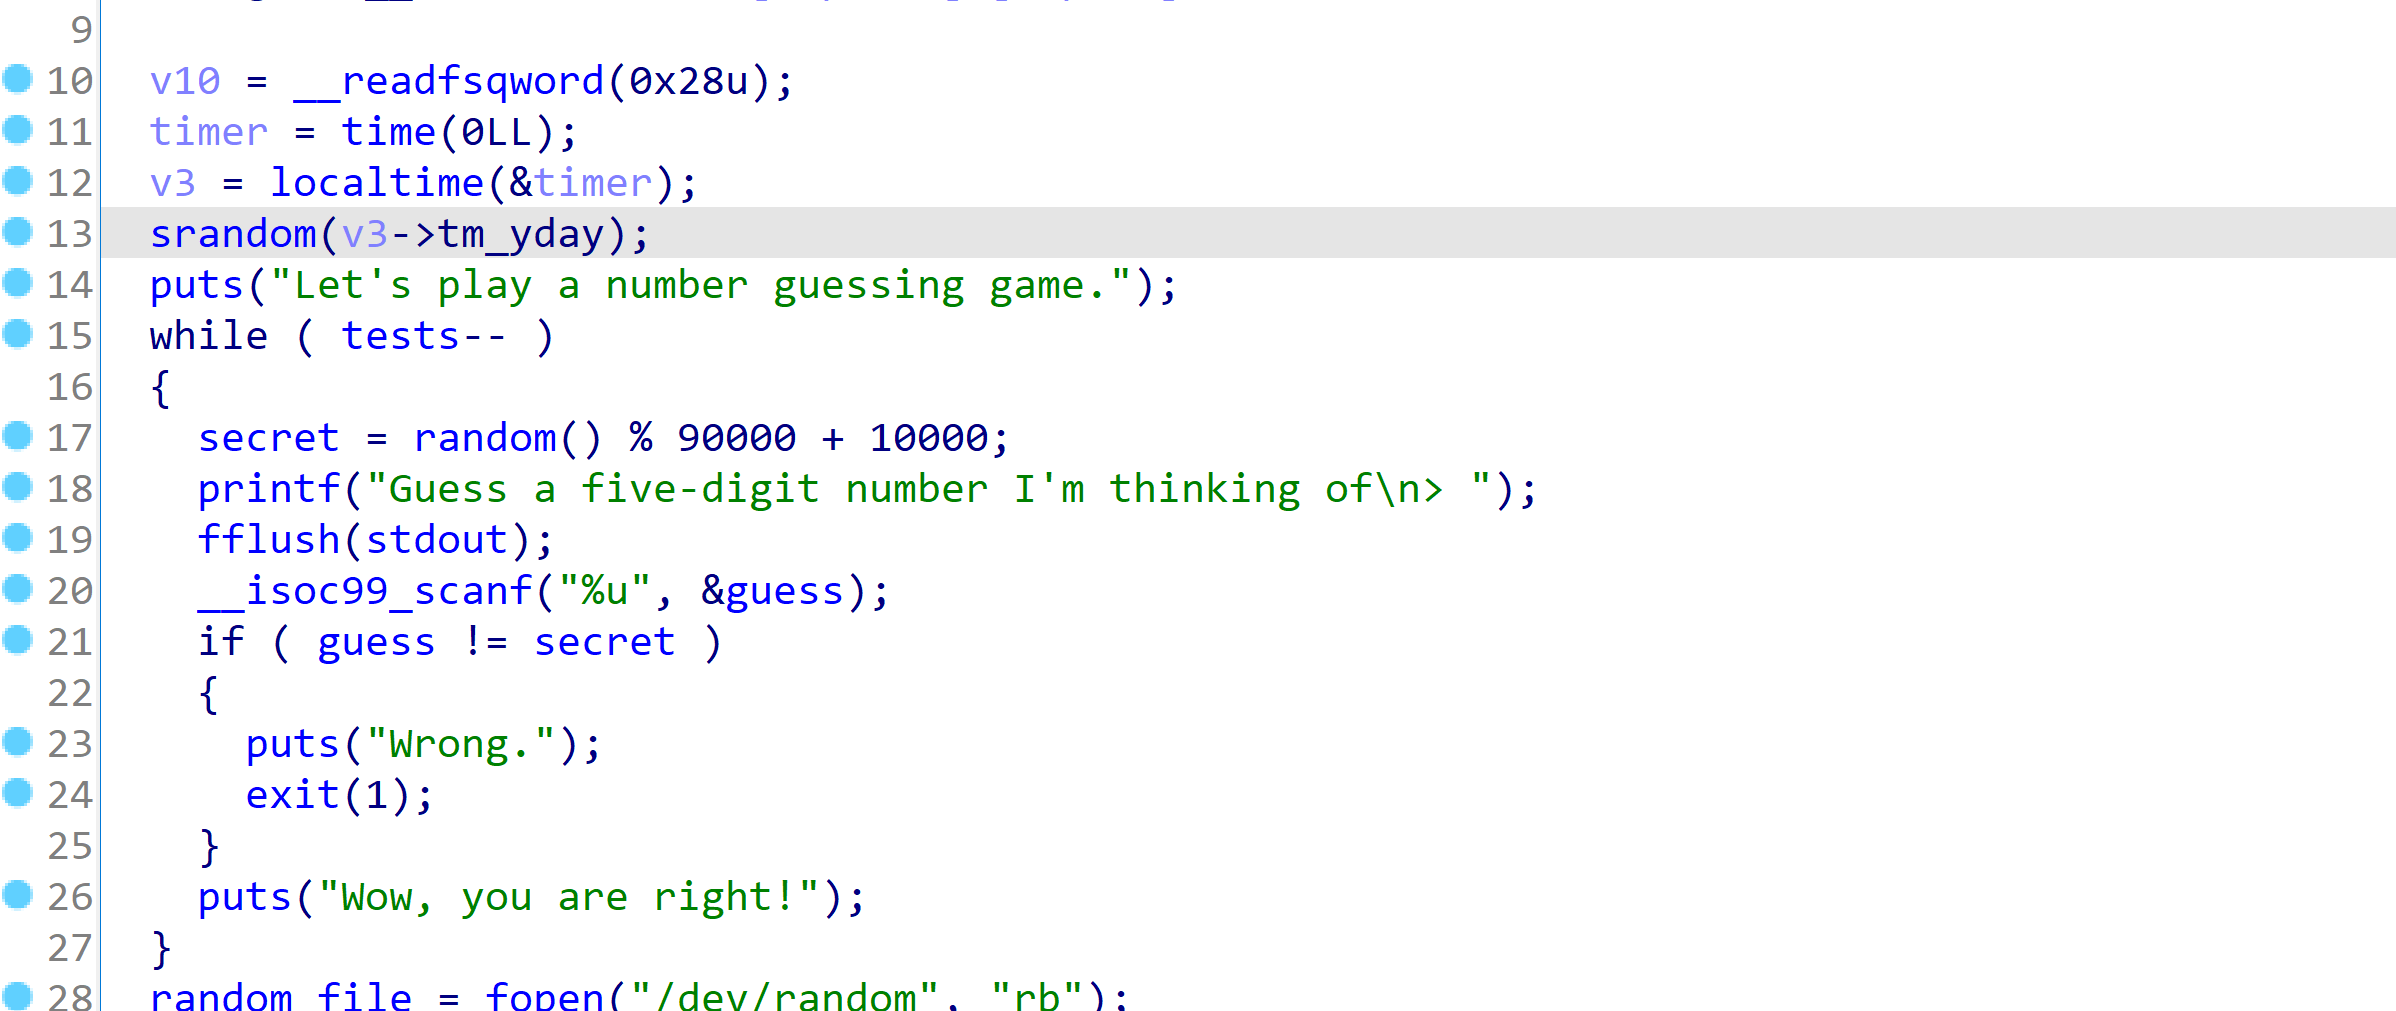 9
10 v10 = __readfsqword(0x28u);
11 timer = time(0LL);
12 v3 = localtime(&timer);
13 srandom(v3->tm_yday);
14 puts("Let's play a number guessing game.");
15 while ( tests-- )
16 {
17 secret = random() % 90000 + 10000;
18 printf("Guess a five-digit number I'm thinking of\n> ");
19 fflush(stdout);
20 __isoc99_scanf("%u", &guess);
21 if ( guess != secret )
22 {
23 puts("Wrong.");
24 exit(1);
25 }
26 puts("Wow, you are right!");
27 }
28 random_file = fopen("/dev/random", "rb");